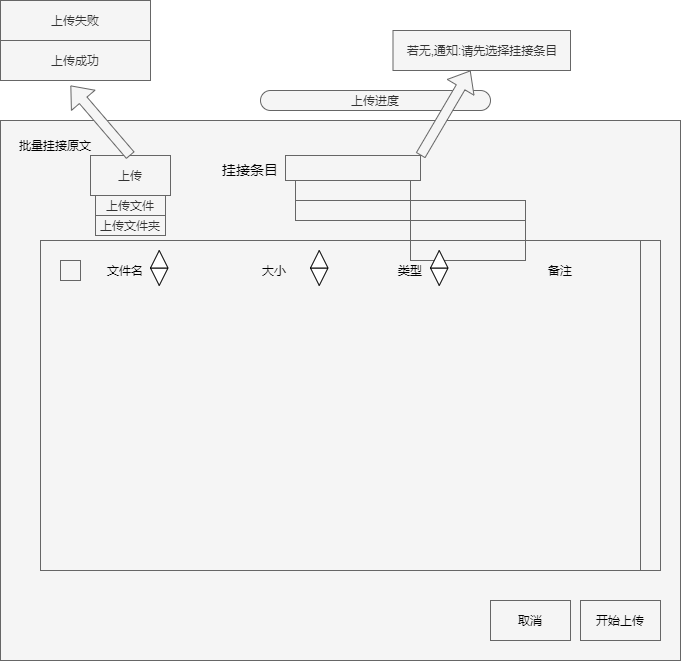 上传失败
上传成功
若无,通知:请先选择挂接条目
上传进度
批量挂接原文
上传
挂接条目
上传文件
上传文件夹
文件名
大小
类型
备注
取消
开始上传